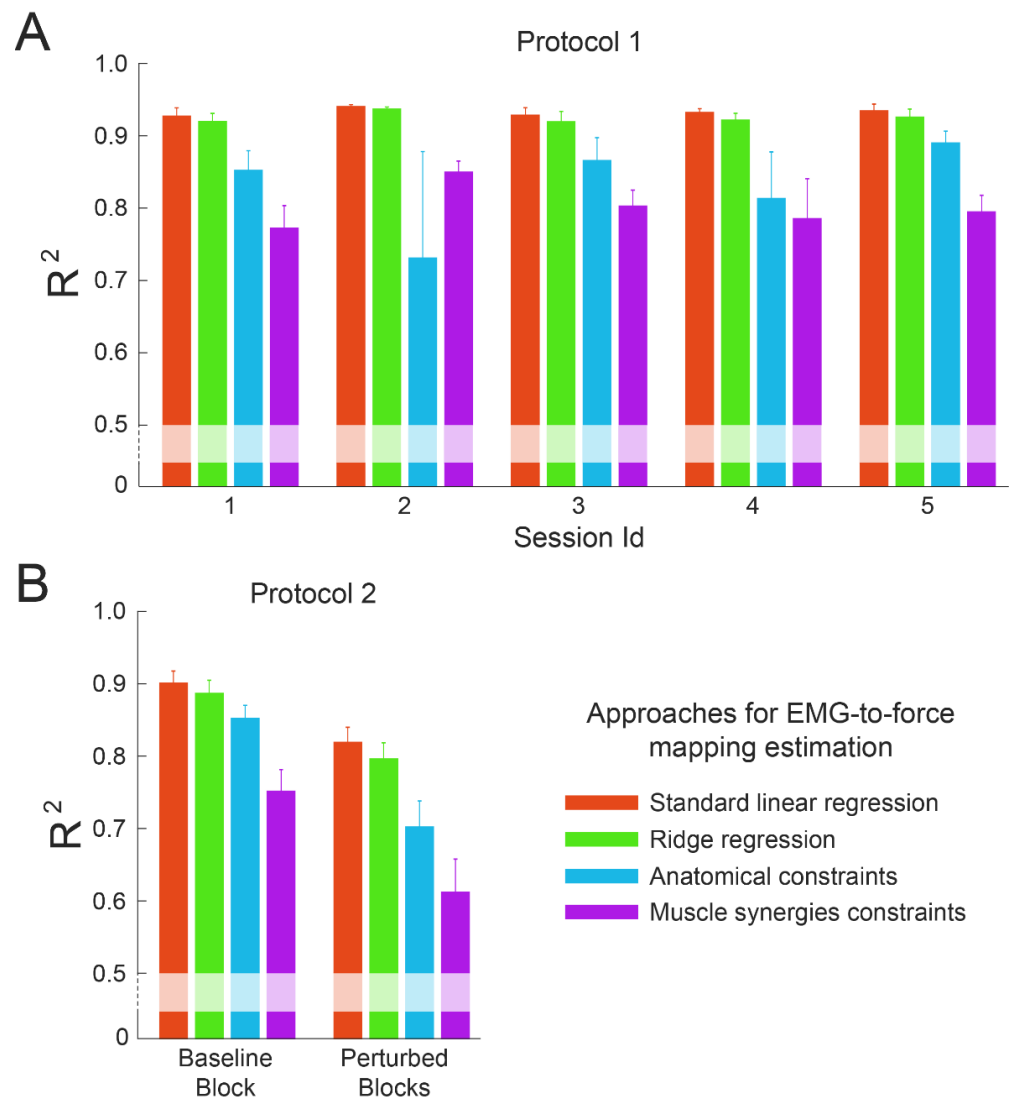 A
Protocol 1
R2
1.0
0.9
0.8
0.7
0.6
0.5
0
1 2 3 4 5
Session Id
B
Protocol 2
R2
1.0
0.9
0.8
0.7
0.6
0.5
0
Baseline
Block
Perturbed
Blocks
Approaches for EMG-to-force
mapping estimation
Standard linear regression
Ridge regression
Anatomical constraints
Muscle synergies constraints